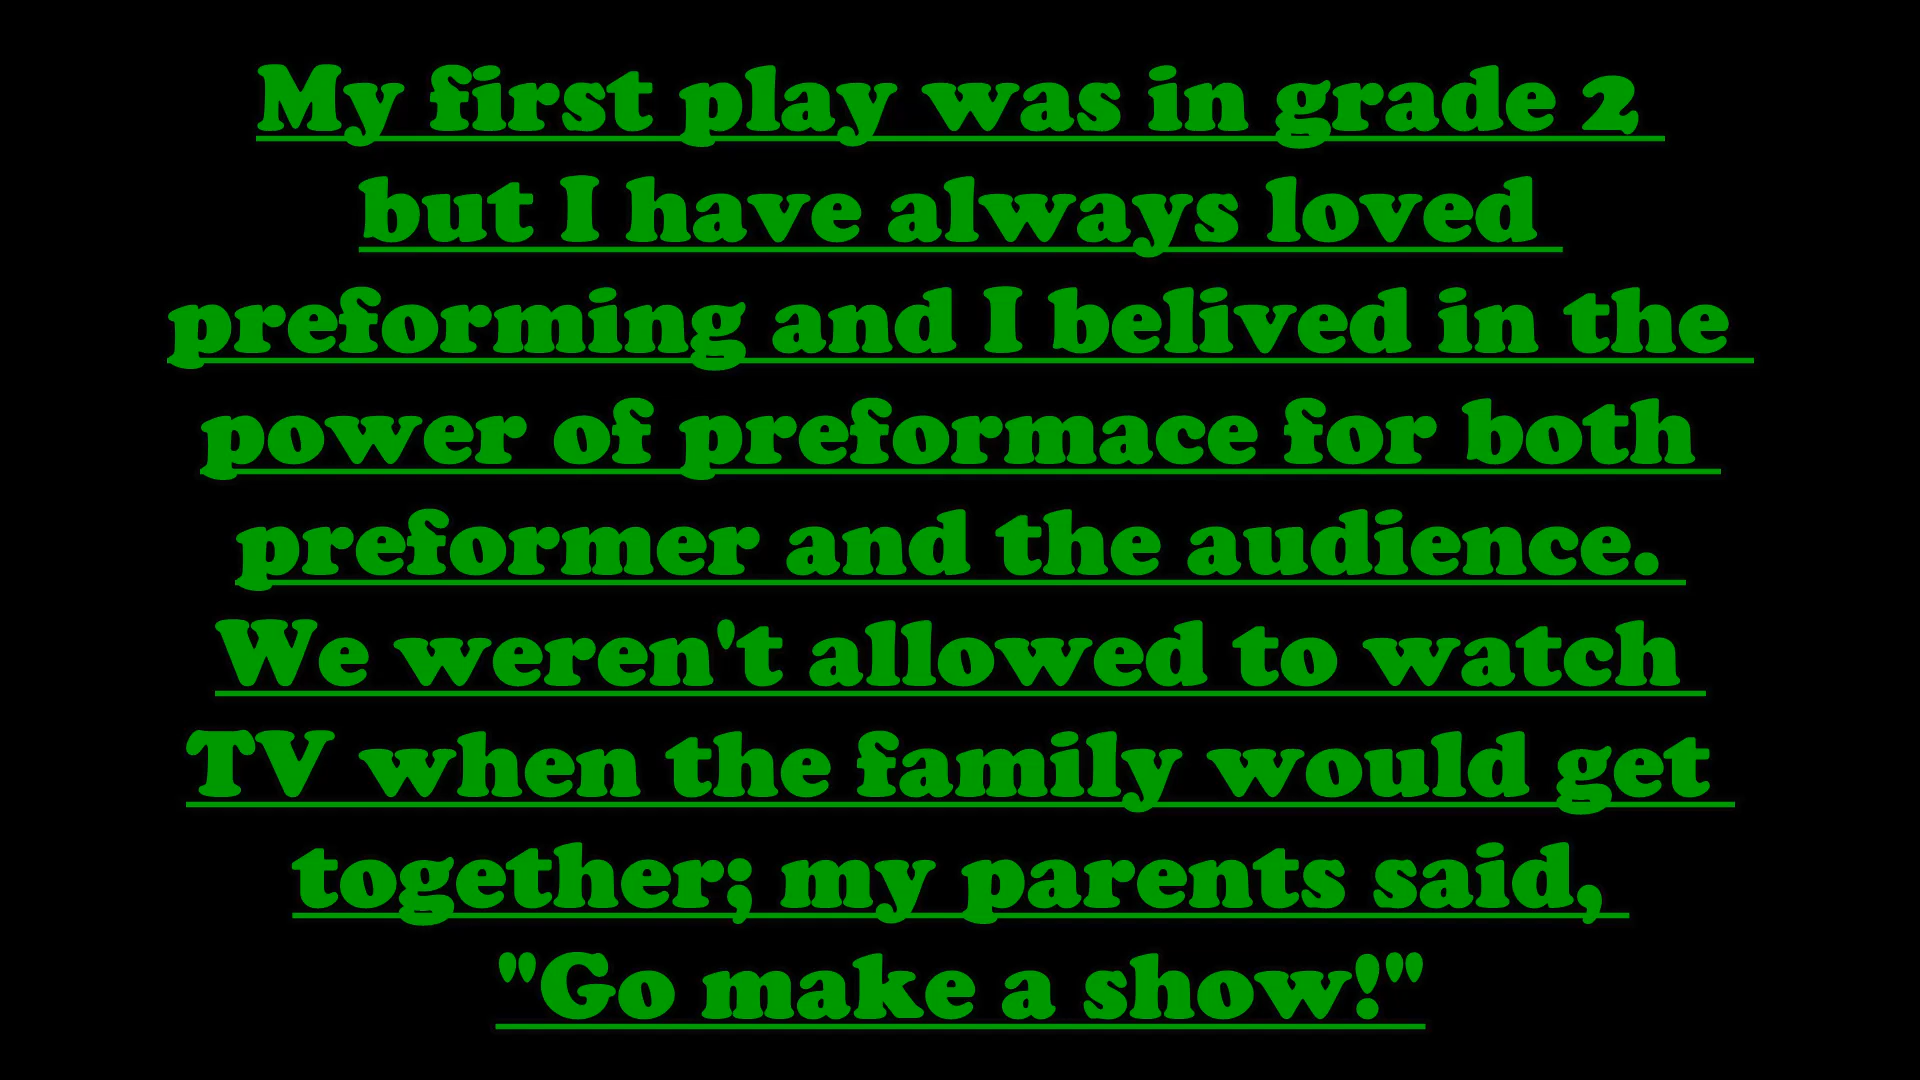 My first play was in grade 2
but I have always loved
preforming and I belived in the
power of preformace for both
preformer and the audience.
We weren't allowed to watch
TV when the family would get
together; my parents said,
"Go make a show!"